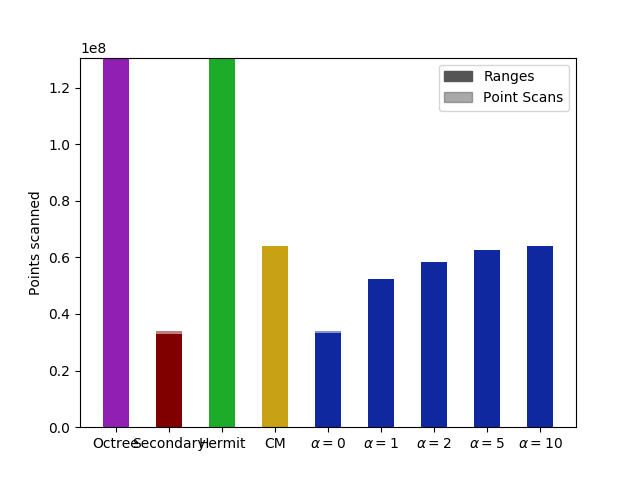 1e8
1.2
1.0
0.8
0.6
0.4
0.2
0.0
Points scanned
Ranges
Point Scans
Octree Secondary Hermit CM α = 0 α = 1 α = 2 α = 5 α = 10